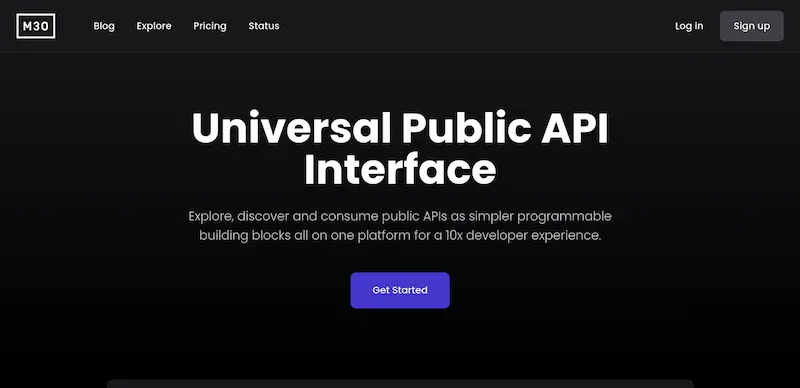 M3O
Blog
Explore
Pricing
Status
Log in
Sign up
Universal Public API
Interface
Explore, discover and consume public APIs as simpler programmable
building blocks all on one platform for a 10x developer experience.
Get Started